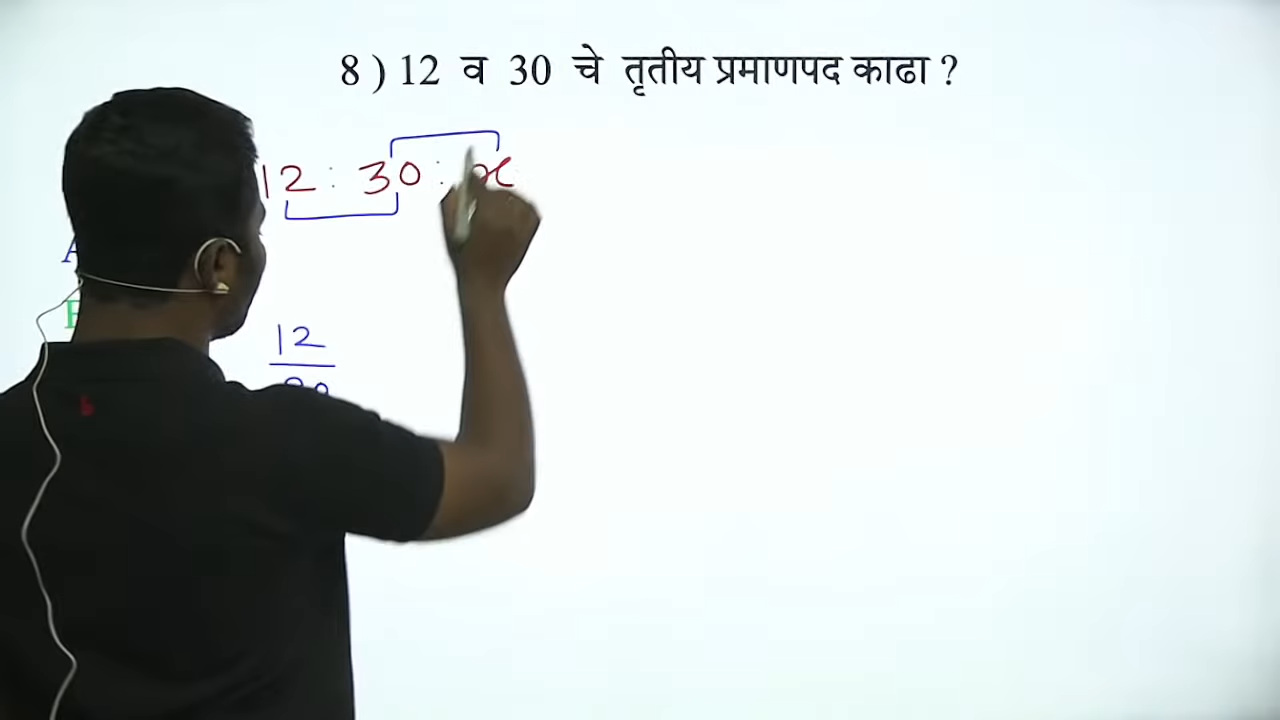 8 ) 12 व 30 चे तृतीय प्रमाणपद काढा ?
12 : 30 : x
12